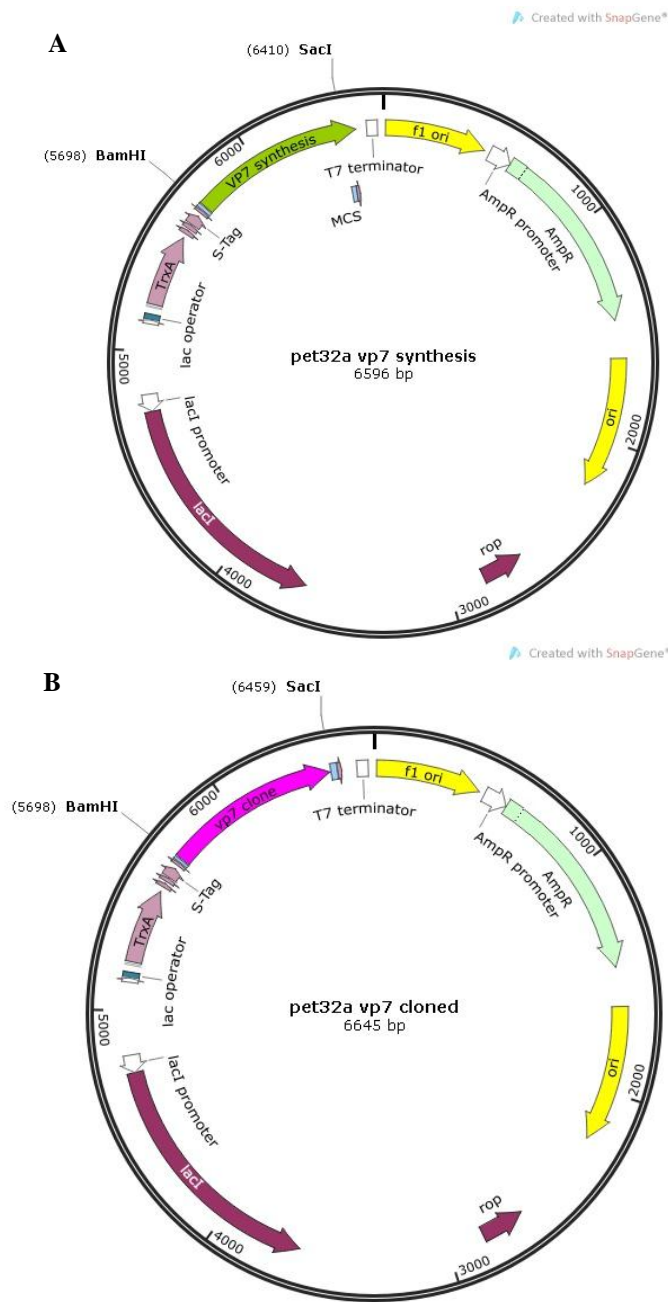 Created with SnapGene®
A
(6410) SacI
(5698) BamHI
6000
VP7 synthesis
f1 ori
T7 terminator
MCS
AmpR promoter
AmpR
1000
S-Tag
TrxA
lac operator
5000
pet32a vp7 synthesis
6596 bp
ori
2000
lacI promoter
lacI
rop
4000
3000
Created with SnapGene®
B
(6459) SacI
(5698) BamHI
6000
vp7 clone
f1 ori
T7 terminator
AmpR promoter
AmpR
1000
S-Tag
TrxA
lac operator
5000
pet32a vp7 cloned
6645 bp
ori
2000
lacI promoter
lacI
rop
4000
3000